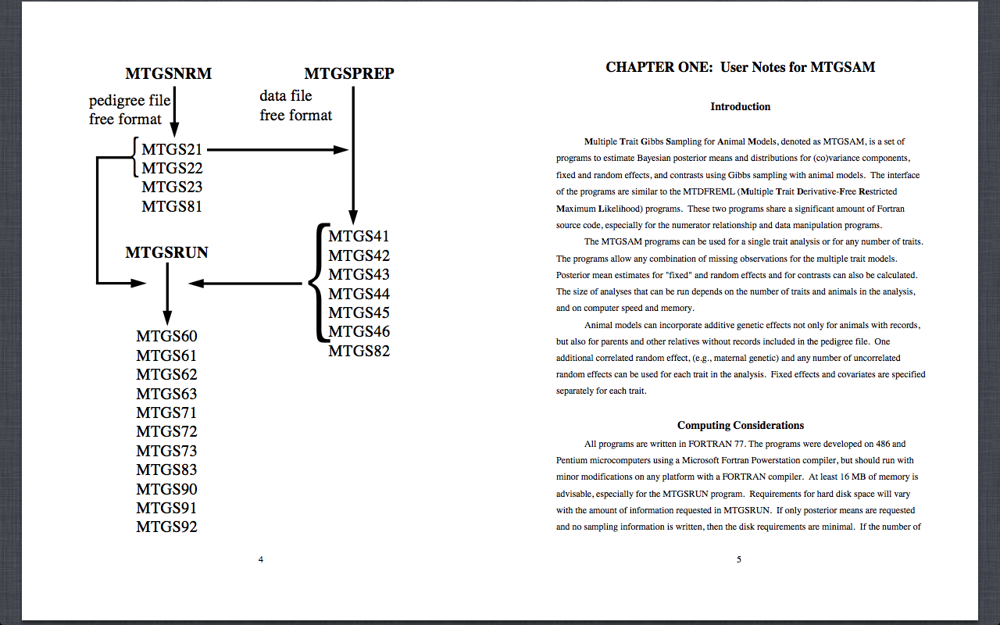 MTGSNRM
pedigree file
free format
MTGS21
MTGS22
MTGS23
MTGS81
MTGSPREP
data file
free format
MTGS41
MTGS42
MTGS43
MTGS44
MTGS45
MTGS46
MTGS82
MTGSRUN
MTGS60
MTGS61
MTGS62
MTGS63
MTGS71
MTGS72
MTGS73
MTGS83
MTGS90
MTGS91
MTGS92
4
CHAPTER ONE: User Notes for MTGSAM
Introduction
Multiple Trait Gibbs Sampling for Animal Models, denoted as MTGSAM, is a set of
programs to estimate Bayesian posterior means and distributions for (co)variance components,
fixed and random effects, and contrasts using Gibbs sampling with animal models. The interface
of the programs are similar to the MTDFREML (Multiple Trait Derivative-Free Restricted
Maximum Likelihood) programs. These two programs share a significant amount of Fortran
source code, especially for the numerator relationship and data manipulation programs.
The MTGSAM programs can be used for a single trait analysis or for any number of traits.
The programs allow any combination of missing observations for the multiple trait models.
Posterior mean estimates for "fixed" and random effects and for contrasts can also be calculated.
The size of analyses that can be run depends on the number of traits and animals in the analysis,
and on computer speed and memory.
Animal models can incorporate additive genetic effects not only for animals with records,
but also for parents and other relatives without records included in the pedigree file. One
additional correlated random effect, (e.g., maternal genetic) and any number of uncorrelated
random effects can be used for each trait in the analysis. Fixed effects and covariates are specified
separately for each trait.
Computing Considerations
All programs are written in FORTRAN 77. The programs were developed on 486 and
Pentium microcomputers using a Microsoft Fortran Powerstation compiler, but should run with
minor modifications on any platform with a FORTRAN compiler. At least 16 MB of memory is
advisable, especially for the MTGSRUN program. Requirements for hard disk space will vary
with the amount of information requested in MTGSRUN. If only posterior means are requested
and no sampling information is written, then the disk requirements are minimal. If the number of
5